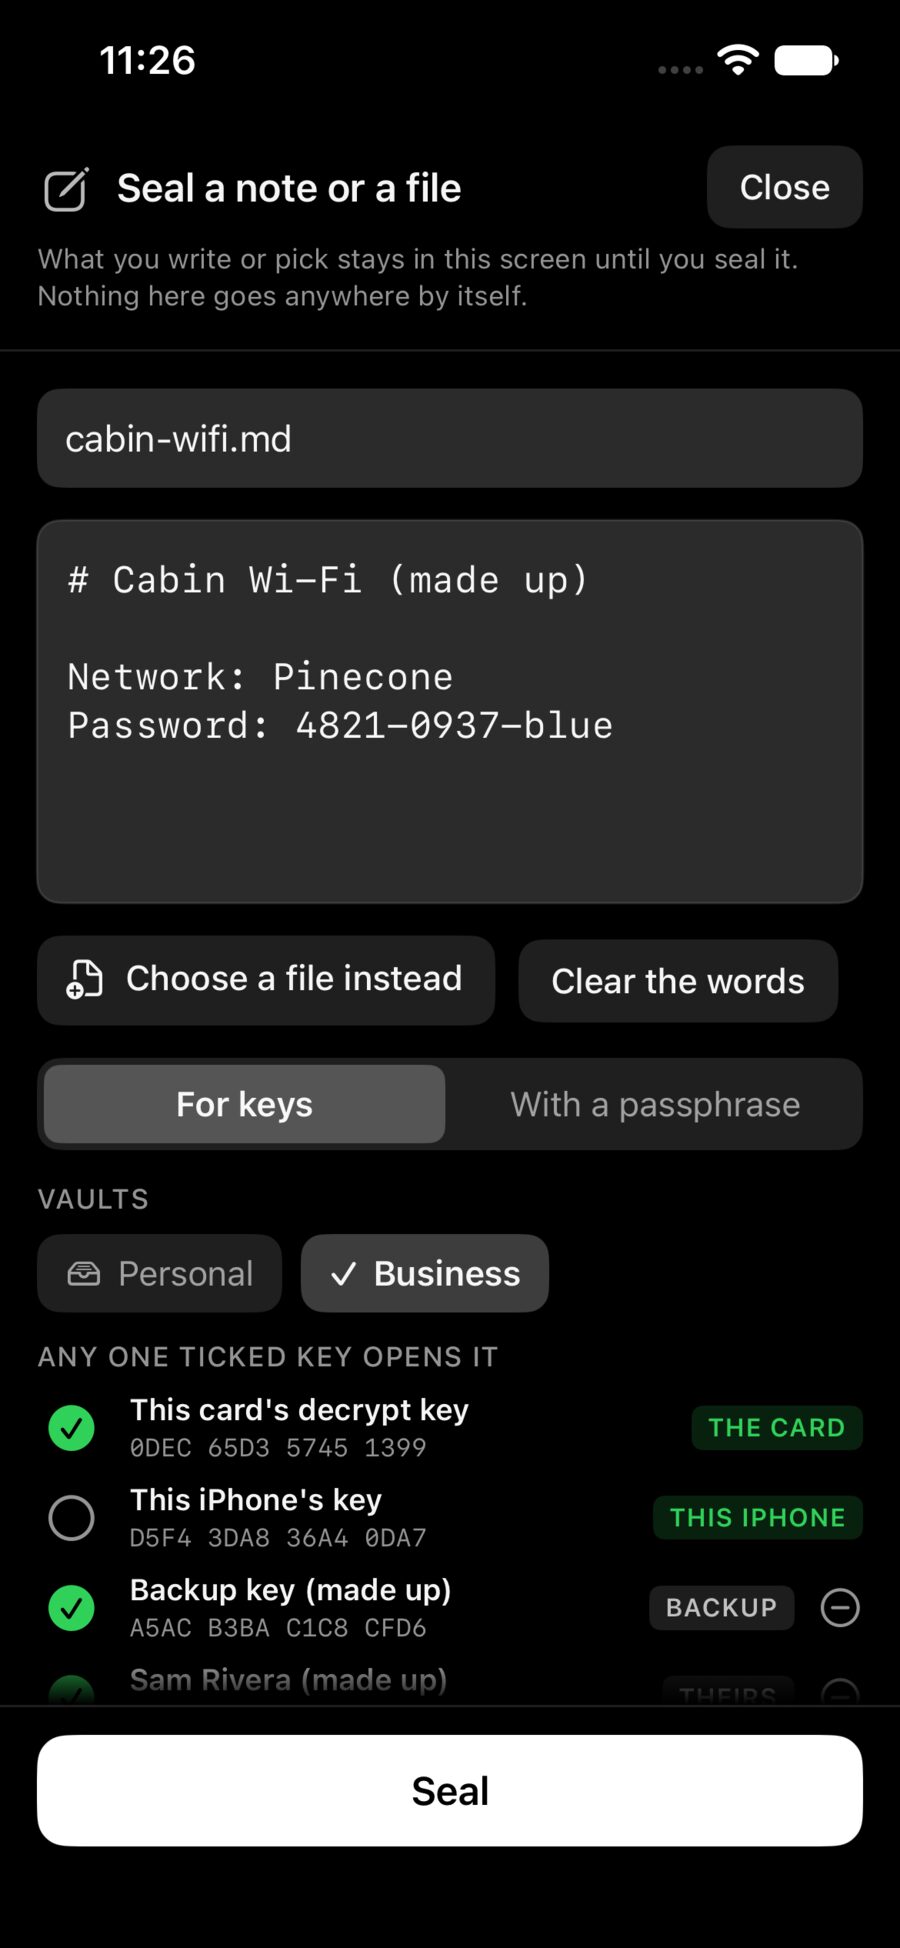 11:26
Seal a note or a file
Close
What you write or pick stays in this screen until you seal it.
Nothing here goes anywhere by itself.
cabin-wifi.md
# Cabin Wi-Fi (made up)
Network: Pinecone
Password: 4821-0937-blue
Choose a file instead
Clear the words
For keys
With a passphrase
VAULTS
Personal
Business
ANY ONE TICKED KEY OPENS IT
This card's decrypt key
0DEC 65D3 5745 1399
THE CARD
This iPhone's key
D5F4 3DA8 36A4 0DA7
THIS IPHONE
Backup key (made up)
A5AC B3BA C1C8 CFD6
BACKUP
Sam Rivera (made up)
THEIRS
Seal